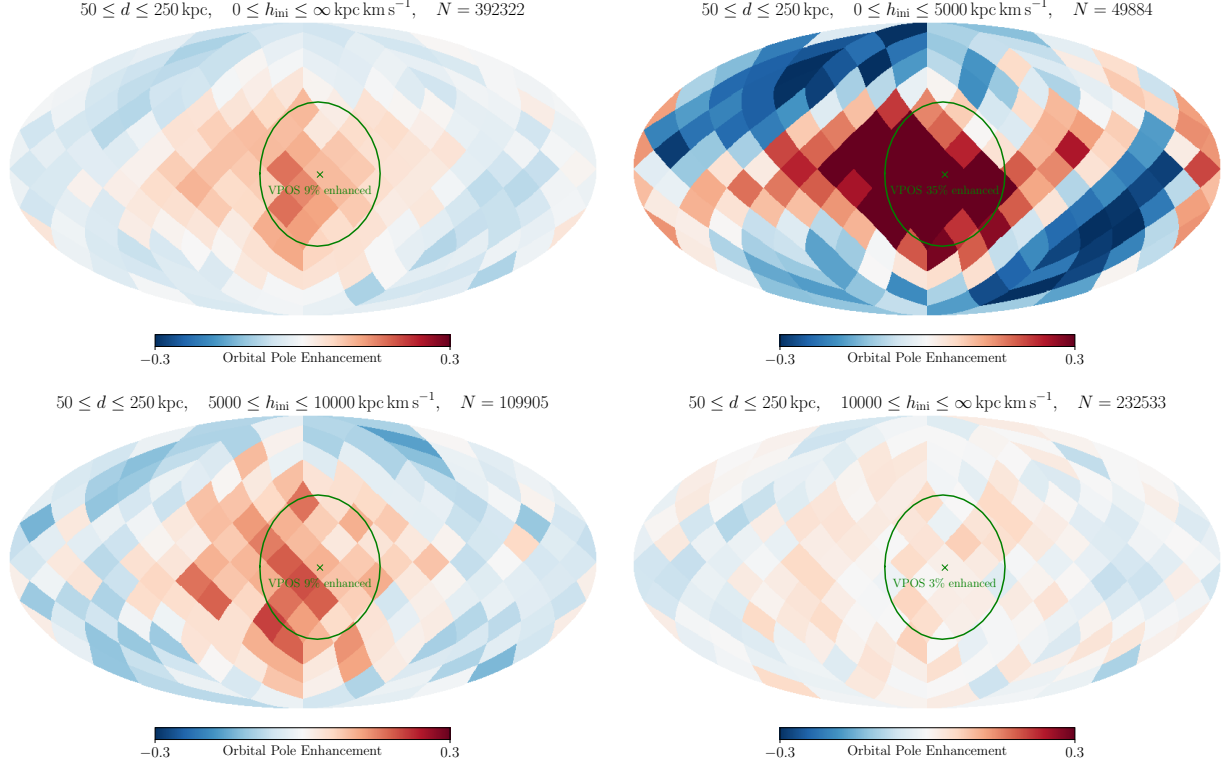 50 ≤ d ≤ 250 kpc, 0 ≤ h_ini ≤ ∞ kpc km s⁻¹, N = 392322
VPOS 9% enhanced
−0.3 Orbital Pole Enhancement 0.3
50 ≤ d ≤ 250 kpc, 0 ≤ h_ini ≤ 5000 kpc km s⁻¹, N = 49884
VPOS 35% enhanced
−0.3 Orbital Pole Enhancement 0.3
50 ≤ d ≤ 250 kpc, 5000 ≤ h_ini ≤ 10000 kpc km s⁻¹, N = 109905
VPOS 9% enhanced
−0.3 Orbital Pole Enhancement 0.3
50 ≤ d ≤ 250 kpc, 10000 ≤ h_ini ≤ ∞ kpc km s⁻¹, N = 232533
VPOS 3% enhanced
−0.3 Orbital Pole Enhancement 0.3